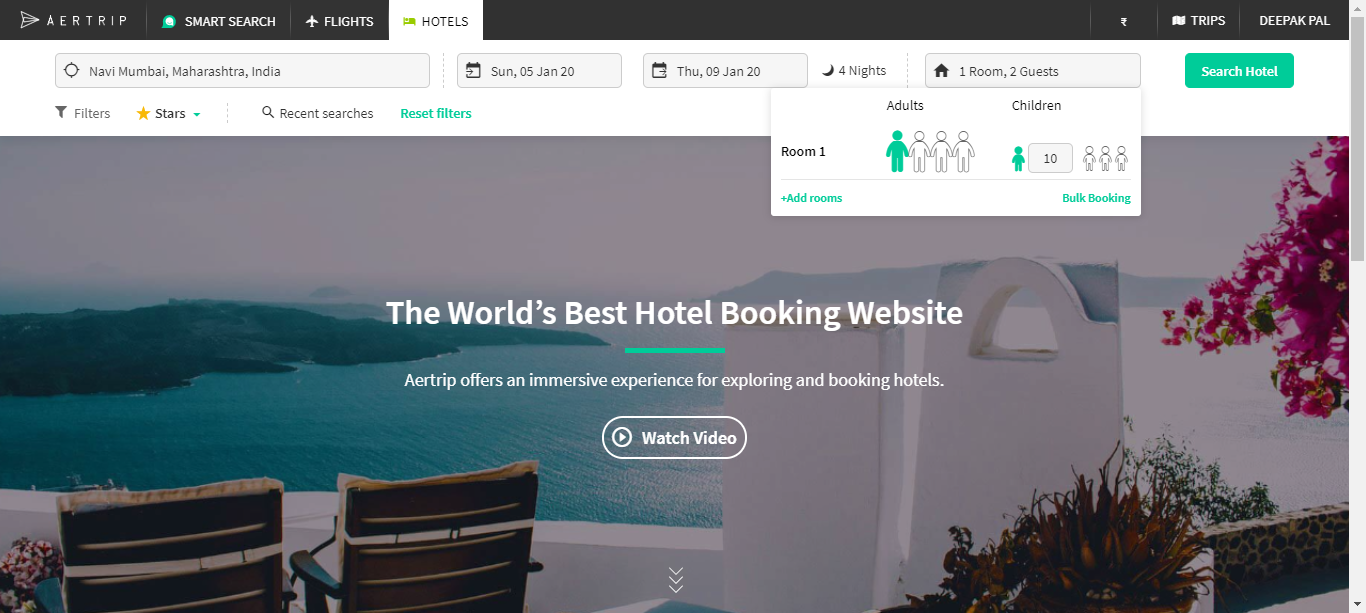 AERTRIP SMART SEARCH FLIGHTS HOTELS ₹ TRIPS DEEPAK PAL
Navi Mumbai, Maharashtra, India Sun, 05 Jan 20 Thu, 09 Jan 20 4 Nights 1 Room, 2 Guests Search Hotel
Filters Stars Recent searches Reset filters
Adults Children
Room 1 10
+Add rooms Bulk Booking
The World’s Best Hotel Booking Website
Aertrip offers an immersive experience for exploring and booking hotels.
Watch Video